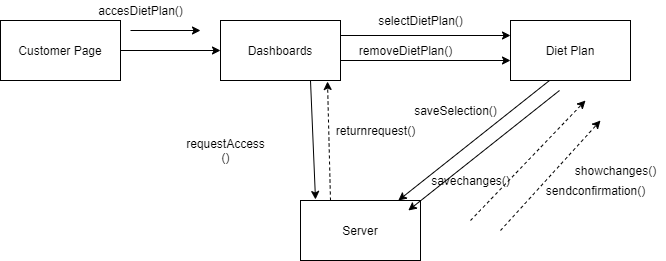 accesDietPlan()
selectDietPlan()
Customer Page
Dashboards
removeDietPlan()
Diet Plan
saveSelection()
returnrequest()
requestAccess
()
savechanges()
showchanges()
sendconfirmation()
Server